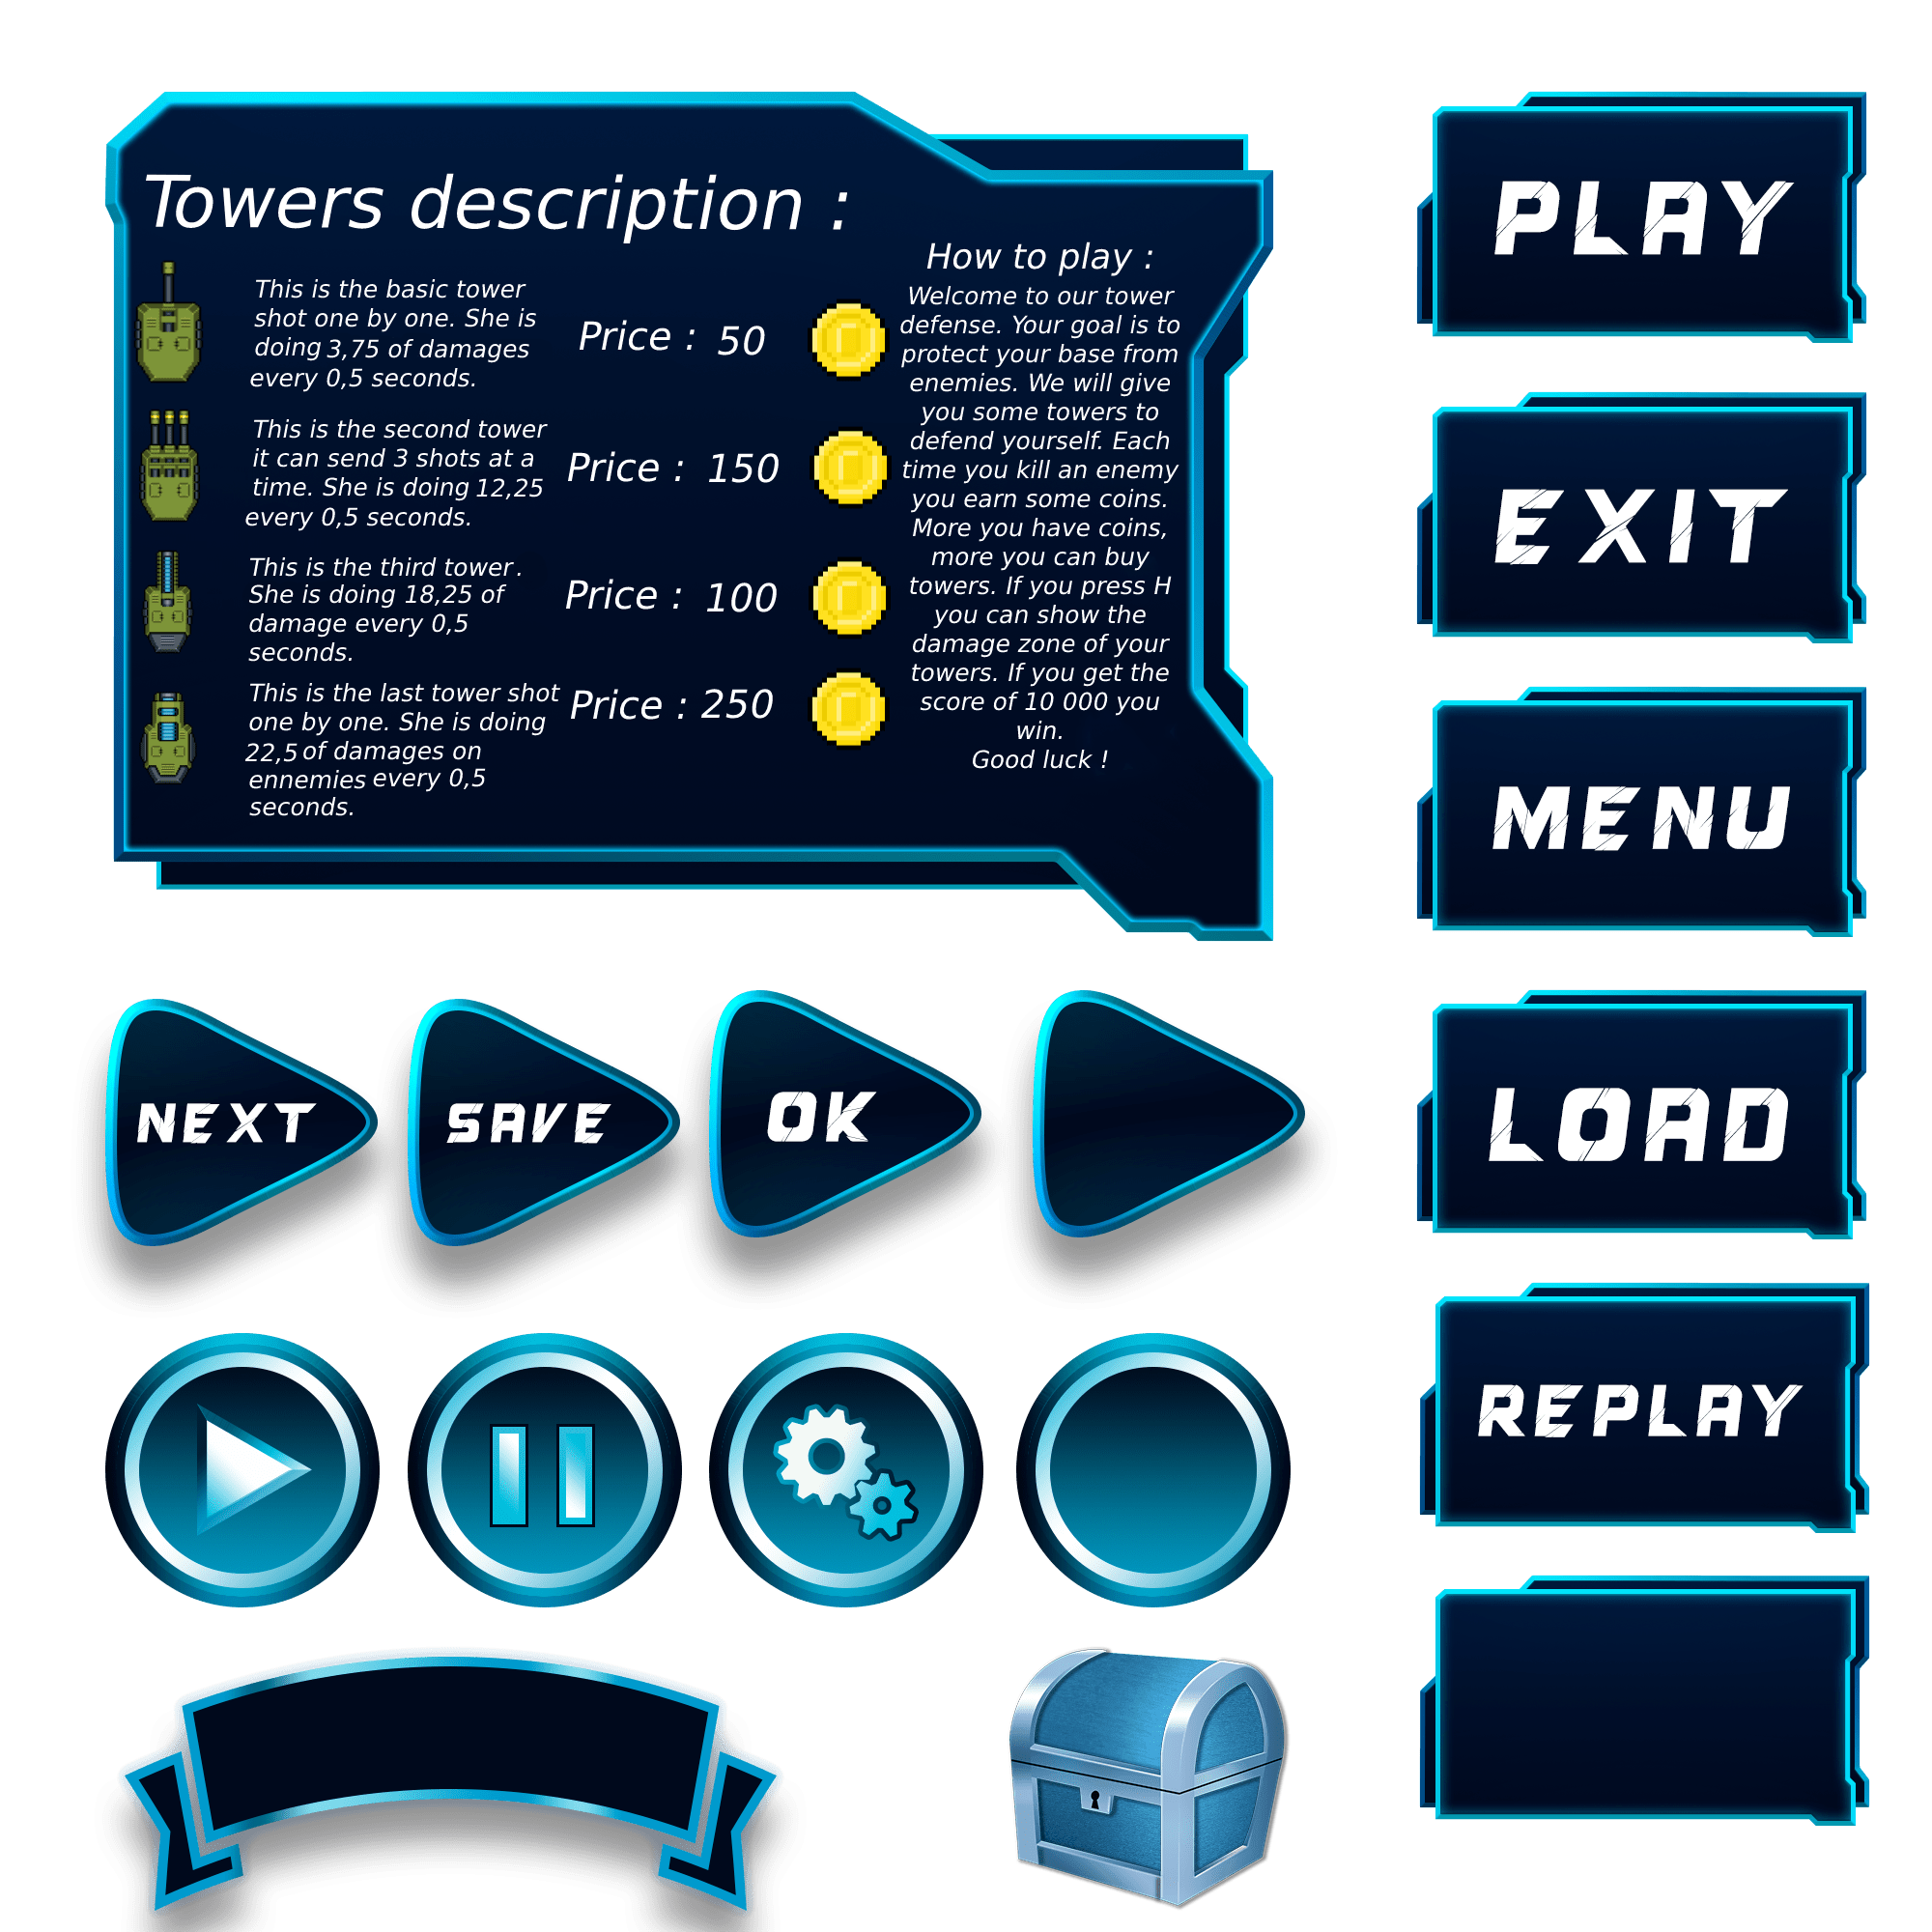 Towers description :
This is the basic tower
shot one by one. She is
doing 3,75 of damages
every 0,5 seconds.
Price : 50
This is the second tower
it can send 3 shots at a
time. She is doing 12,25
every 0,5 seconds.
Price : 150
This is the third tower.
She is doing 18,25 of
damage every 0,5
seconds.
Price : 100
This is the last tower shot
one by one. She is doing
22,5 of damages on
ennemies every 0,5
seconds.
Price : 250
How to play :
Welcome to our tower
defense. Your goal is to
protect your base from
enemies. We will give
you some towers to
defend yourself. Each
time you kill an enemy
you earn some coins.
More you have coins,
more you can buy
towers. If you press H
you can show the
damage zone of your
towers. If you get the
score of 10 000 you
win.
Good luck !
PLAY
EXIT
MENU
LOAD
REPLAY
NEXT
SAVE
OK